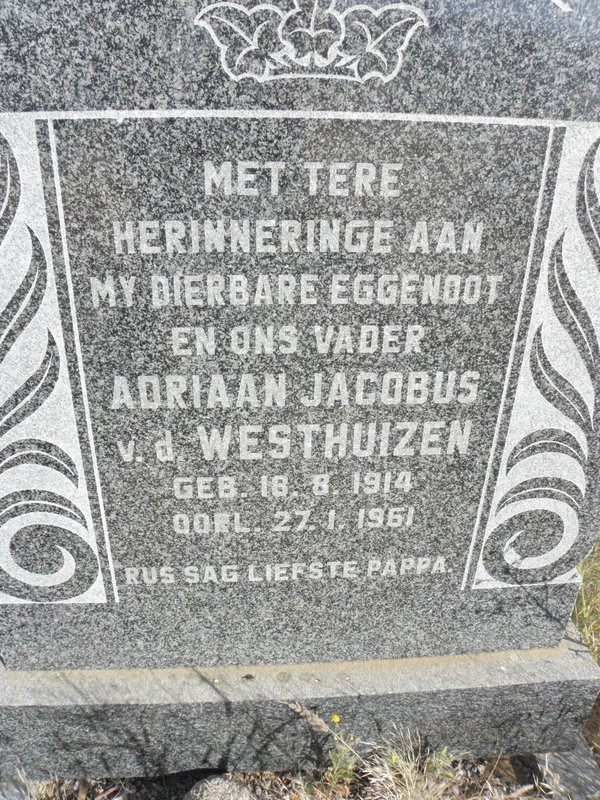 MET TERE
HERINNERINGE AAN
MY DIERBARE EGGENOOT
EN ONS VADER
ADRIAAN JACOBUS
v.d. WESTHUIZEN
GEB. 18. 8. 1914
OORL. 27. 1. 1961
RUS SAG LIEFSTE PAPPA.